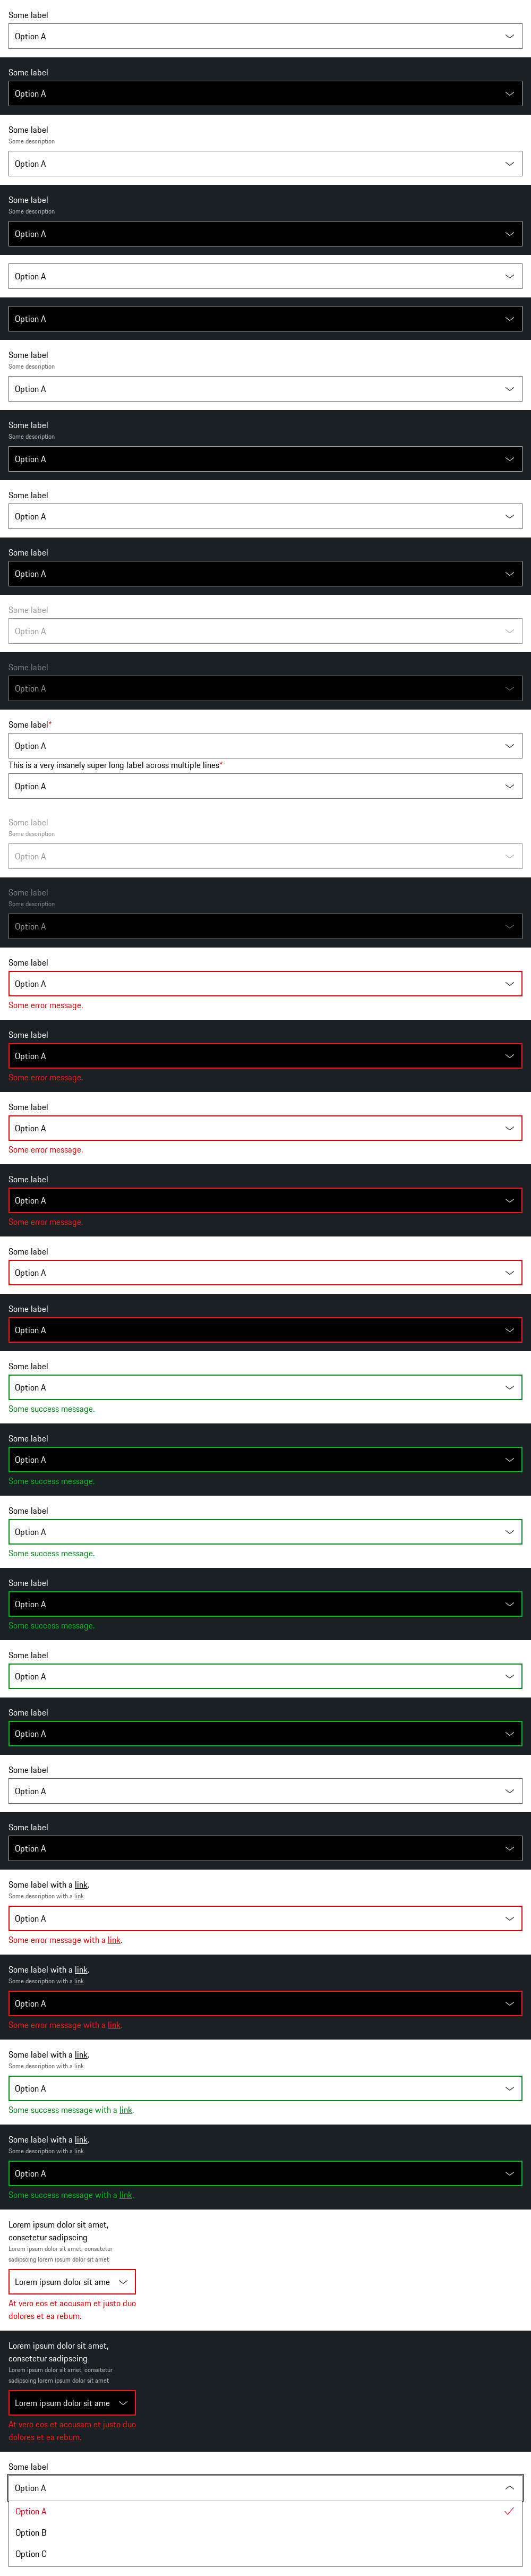 Some label
Option A
Some label
Option A
Some label
Some description
Option A
Some label
Some description
Option A
Option A
Option A
Some label
Some description
Option A
Some label
Some description
Option A
Some label
Option A
Some label
Option A
Some label
Option A
Some label
Option A
Some label*
Option A
This is a very insanely super long label across multiple lines*
Option A
Some label
Some description
Option A
Some label
Some description
Option A
Some label
Option A
Some error message.
Some label
Option A
Some error message.
Some label
Option A
Some error message.
Some label
Option A
Some error message.
Some label
Option A
Some label
Option A
Some label
Option A
Some success message.
Some label
Option A
Some success message.
Some label
Option A
Some success message.
Some label
Option A
Some success message.
Some label
Option A
Some label
Option A
Some label
Option A
Some label
Option A
Some label with a link.
Some description with a link.
Option A
Some error message with a link.
Some label with a link.
Some description with a link.
Option A
Some error message with a link.
Some label with a link.
Some description with a link.
Option A
Some success message with a link.
Some label with a link.
Some description with a link.
Option A
Some success message with a link.
Lorem ipsum dolor sit amet,
consetetur sadipscing
Lorem ipsum dolor sit amet, consetetur
sadipscing lorem ipsum dolor sit amet
Lorem ipsum dolor sit ame
At vero eos et accusam et justo duo
dolores et ea rebum.
Lorem ipsum dolor sit amet,
consetetur sadipscing
Lorem ipsum dolor sit amet, consetetur
sadipscing lorem ipsum dolor sit amet
Lorem ipsum dolor sit ame
At vero eos et accusam et justo duo
dolores et ea rebum.
Some label
Option A
Option A
Option B
Option C